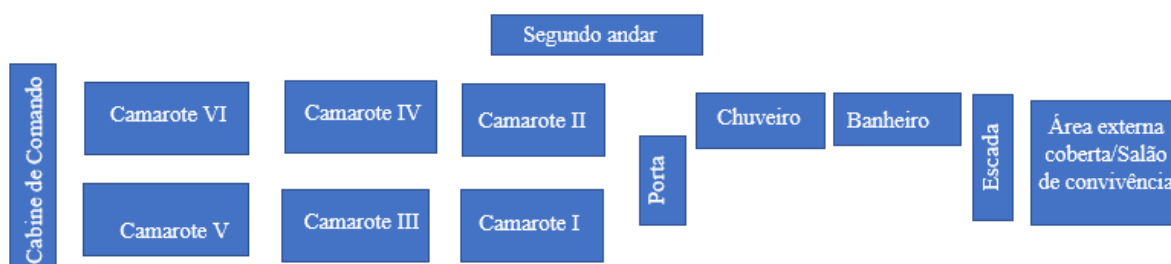 Segundo andar
Cabine de Comando
Camarote VI
Camarote IV
Camarote II
Chuveiro
Banheiro
Escada
Área externa
coberta/Salão
de convivência
Porta
Camarote V
Camarote III
Camarote I